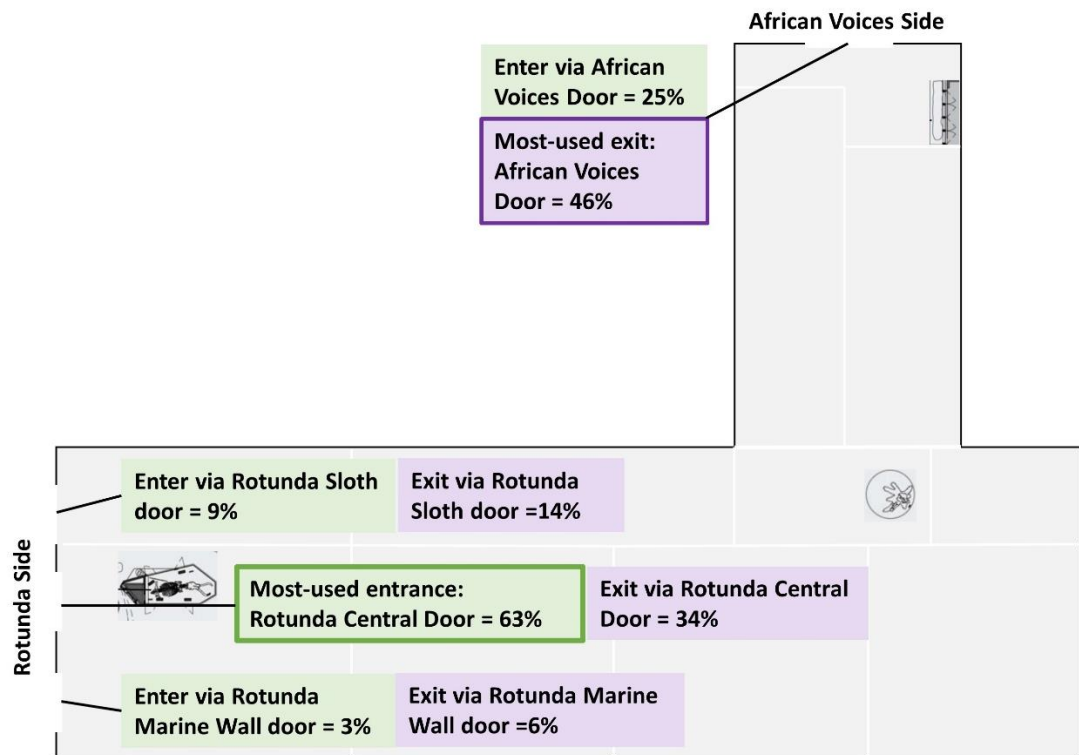 African Voices Side
Enter via African
Voices Door = 25%
Most-used exit:
African Voices
Door = 46%
Rotunda Side
Enter via Rotunda Sloth
door = 9%
Exit via Rotunda
Sloth door =14%
Most-used entrance:
Rotunda Central Door = 63%
Exit via Rotunda Central
Door = 34%
Enter via Rotunda
Marine Wall door = 3%
Exit via Rotunda Marine
Wall door =6%